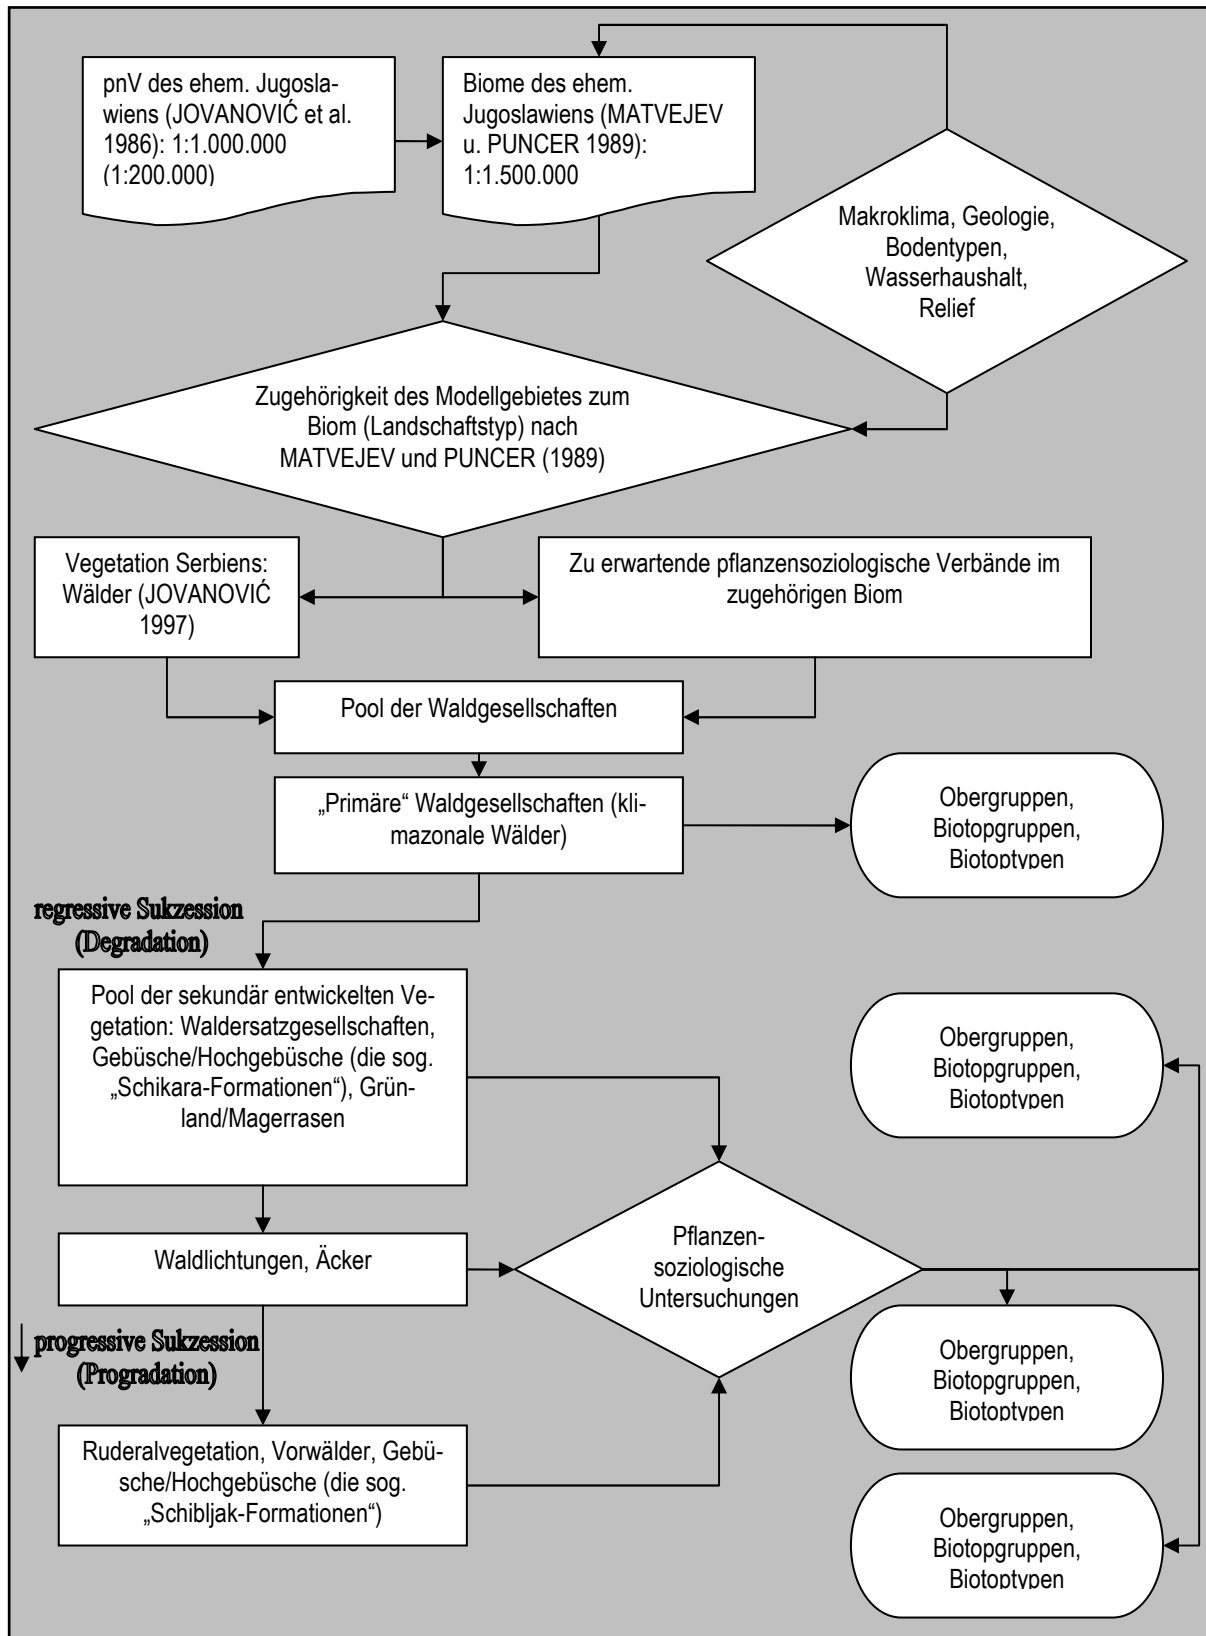 pnV des ehem. Jugosla-
wiens (JOVANOVIĆ et al.
1986): 1:1.000.000
(1:200.000)
Biome des ehem.
Jugoslawiens (MATVEJEV
u. PUNCER 1989):
1:1.500.000
Makroklima, Geologie,
Bodentypen,
Wasserhaushalt,
Relief
Zugehörigkeit des Modellgebietes zum
Biom (Landschaftstyp) nach
MATVEJEV und PUNCER (1989)
Vegetation Serbiens:
Wälder (JOVANOVIĆ
1997)
Zu erwartende pflanzensoziologische Verbände im
zugehörigen Biom
Pool der Waldgesellschaften
„Primäre“ Waldgesellschaften (kli-
mazonale Wälder)
Obergruppen,
Biotopgruppen,
Biotoptypen
regressive Sukzession
(Degradation)
Pool der sekundär entwickelten Ve-
getation: Waldersatzgesellschaften,
Gebüsche/Hochgebüsche (die sog.
„Schikara-Formationen“), Grün-
land/Magerrasen
Obergruppen,
Biotopgruppen,
Biotoptypen
Waldlichtungen, Äcker
Pflanzen-
soziologische
Untersuchungen
progressive Sukzession
(Progradation)
Obergruppen,
Biotopgruppen,
Biotoptypen
Ruderalvegetation, Vorwälder, Gebü-
sche/Hochgebüsche (die sog.
„Schibljak-Formationen“)
Obergruppen,
Biotopgruppen,
Biotoptypen